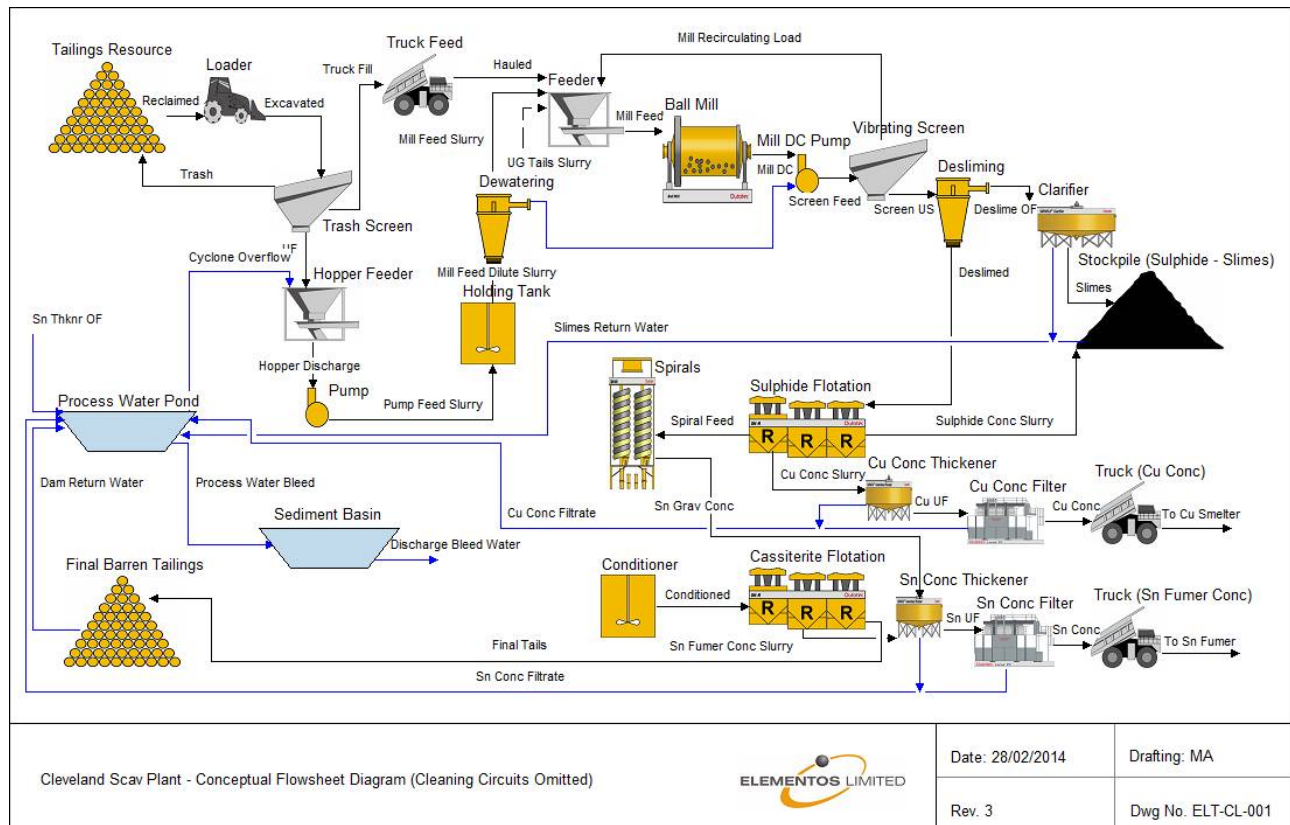 Tailings Resource
Loader
Truck Feed
Mill Recirculating Load
Truck Fill
Hauled
Feeder
Reclaimed
Excavated
Mill Feed Slurry
Mill Feed
Ball Mill
Mill DC Pump
Vibrating Screen
UG Tails Slurry
Mill DC
Desliming
Trash
Dewatering
Screen Feed
Screen US
Deslime OF
Clarifier
Trash Screen
Cyclone Overflow
Hopper Feeder
Mill Feed Dilute Slurry
Deslimed
Stockpile (Sulphide - Slimes)
Holding Tank
Slimes
Sn Thknr OF
Slimes Return Water
Hopper Discharge
Spirals
Sulphide Flotation
Process Water Pond
Pump
Pump Feed Slurry
Spiral Feed
Sulphide Conc Slurry
R
R
R
Cu Conc Slurry
Cu Conc Thickener
Truck (Cu Conc)
Dam Return Water
Process Water Bleed
Cu UF
Cu Conc Filter
Sn Grav Conc
Cu Conc
To Cu Smelter
Sediment Basin
Cu Conc Filtrate
Discharge Bleed Water
Final Barren Tailings
Conditioner
Cassiterite Flotation
Sn Conc Thickener
Truck (Sn Fumer Conc)
Conditioned
Sn UF
Sn Conc Filter
R
R
R
Sn Conc
To Sn Fumer
Final Tails
Sn Fumer Conc Slurry
Sn Conc Filtrate
Cleveland Scav Plant - Conceptual Flowsheet Diagram (Cleaning Circuits Omitted)
ELEMENTOS LIMITED
Date: 28/02/2014
Drafting: MA
Rev. 3
Dwg No. ELT-CL-001